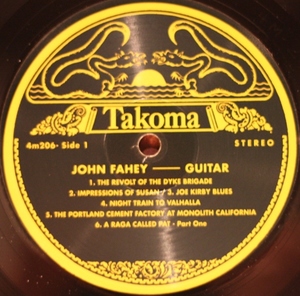 Takoma
4m206- Side 1
STEREO
JOHN FAHEY — GUITAR
1. THE REVOLT OF THE DYKE BRIGADE
2. IMPRESSIONS OF SUSAN / 3. JOE KIRBY BLUES
4. NIGHT TRAIN TO VALHALLA
5. THE PORTLAND CEMENT FACTORY AT MONOLITH CALIFORNIA
6. A RAGA CALLED PAT - Part One